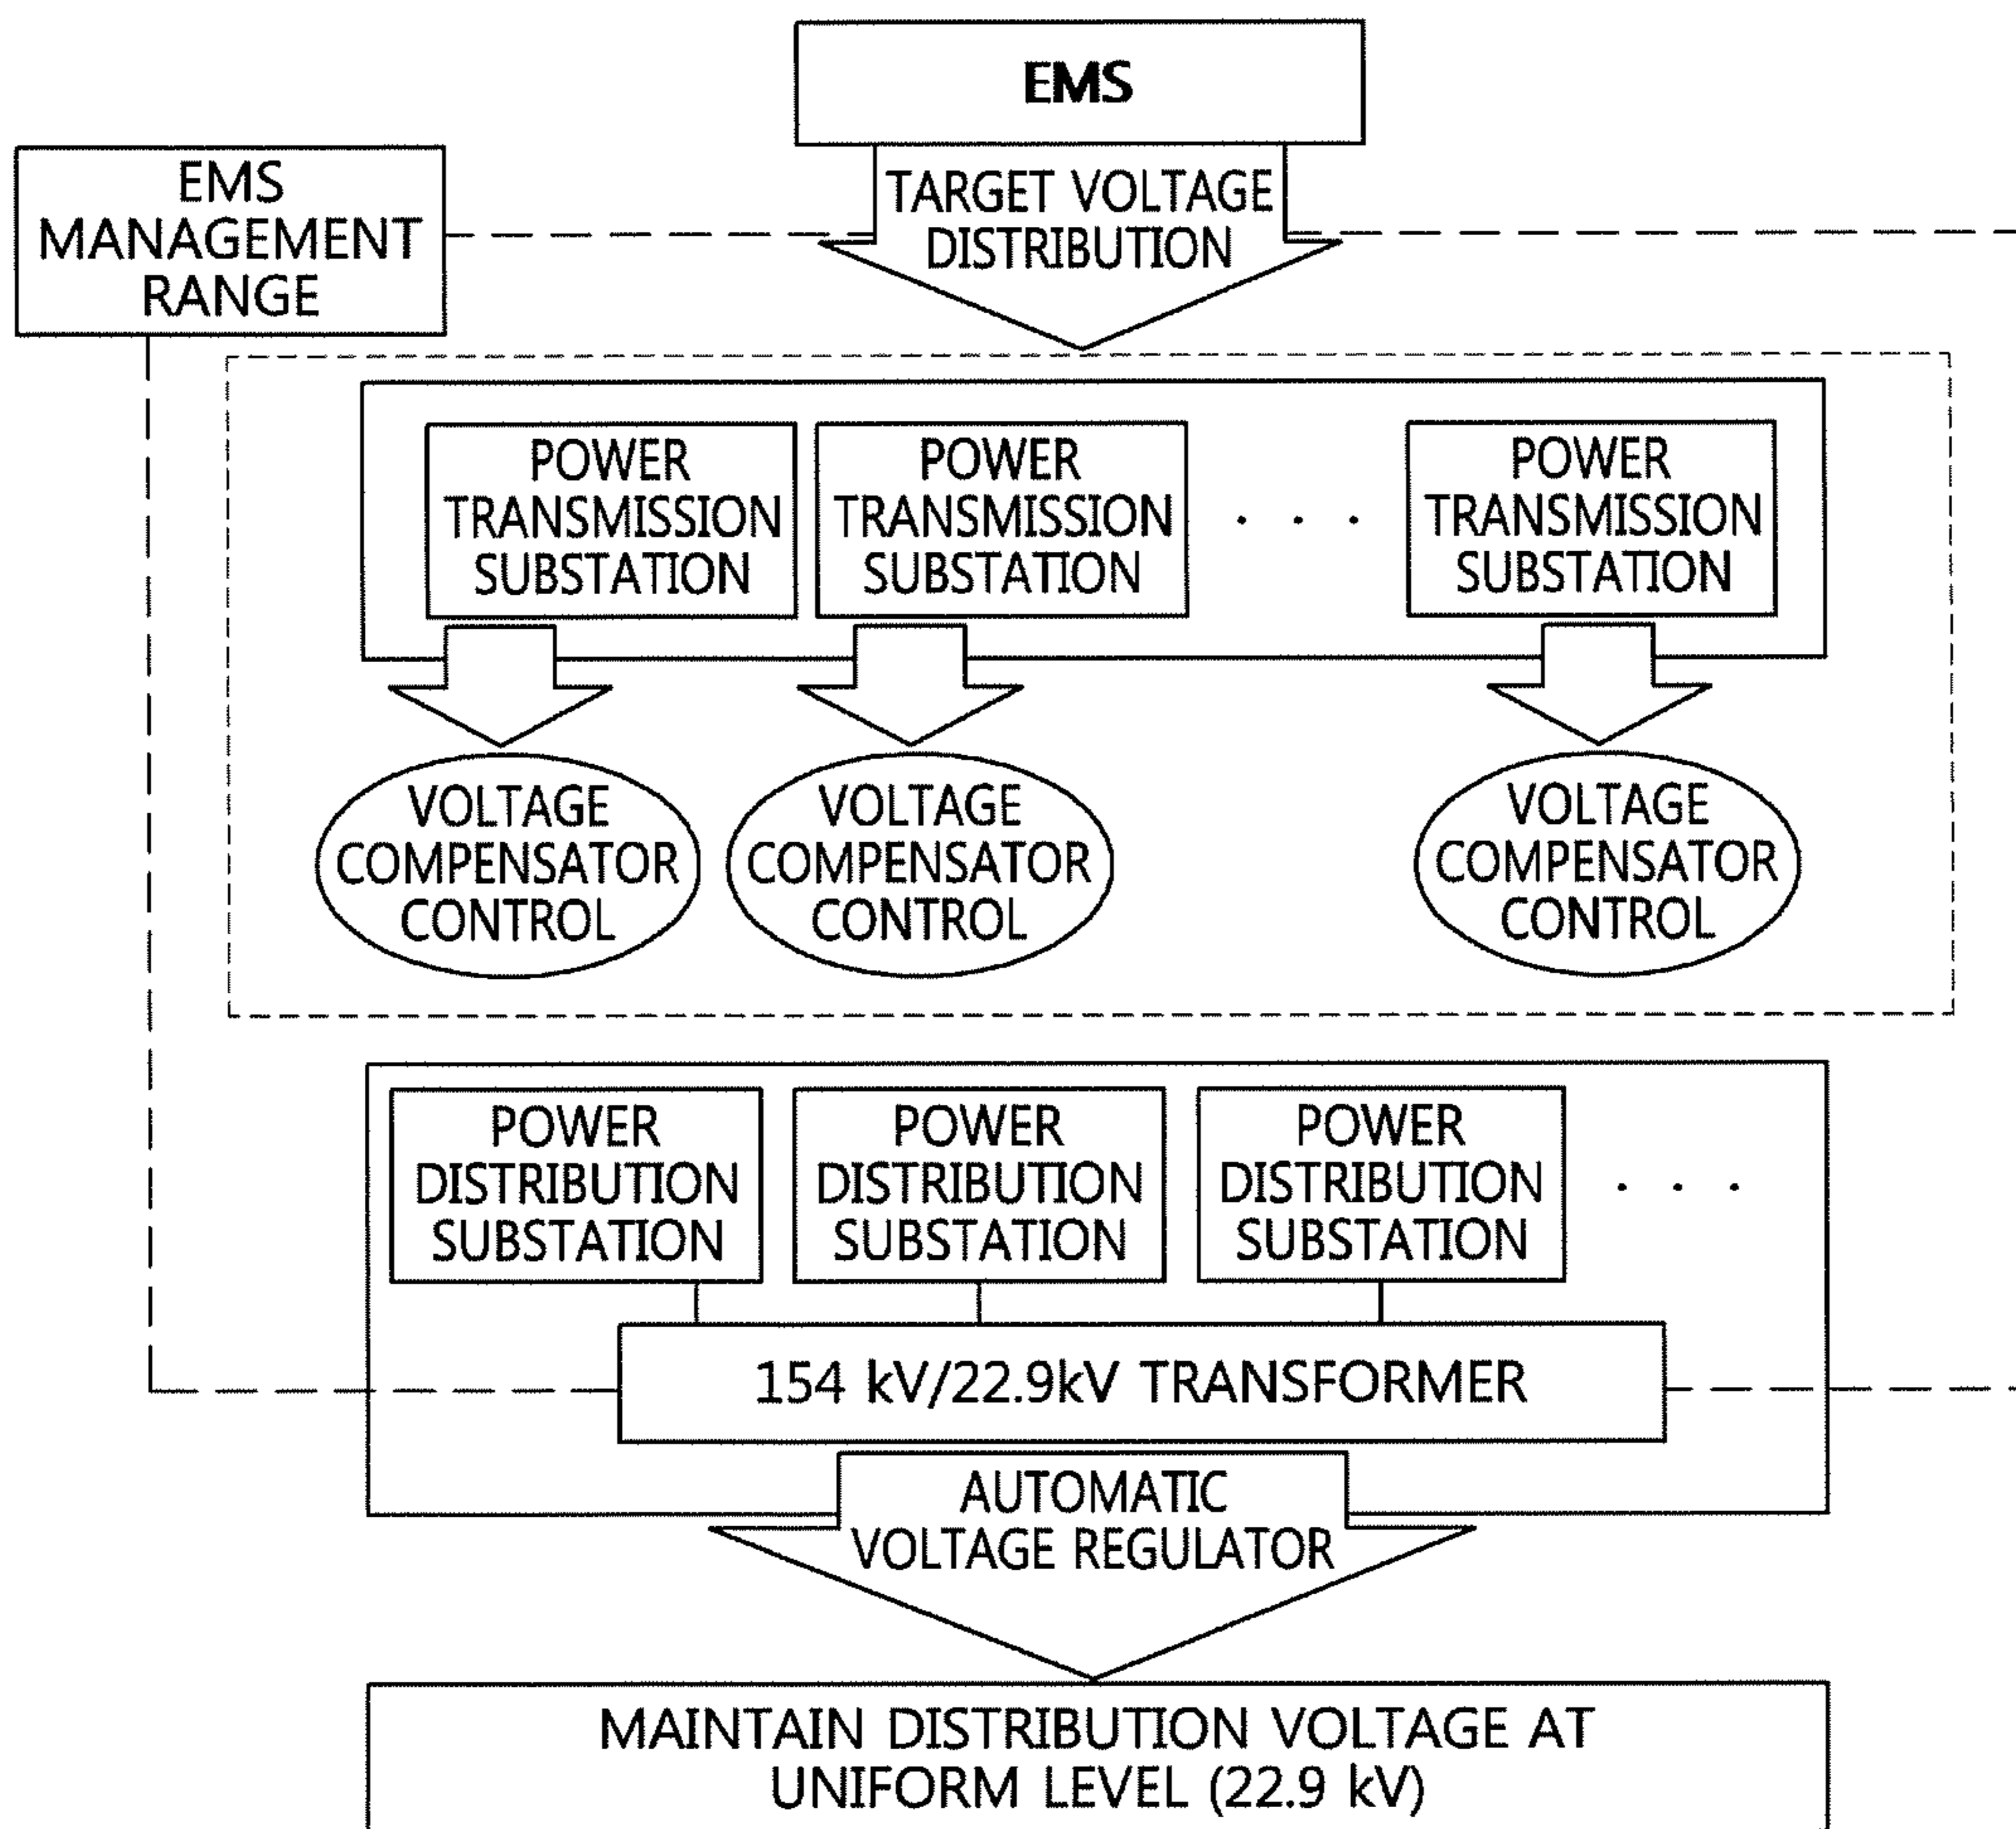 EMS
TARGET VOLTAGE
DISTRIBUTION
EMS
MANAGEMENT
RANGE
POWER
TRANSMISSION
SUBSTATION
POWER
TRANSMISSION
SUBSTATION
. . .
POWER
TRANSMISSION
SUBSTATION
VOLTAGE
COMPENSATOR
CONTROL
VOLTAGE
COMPENSATOR
CONTROL
VOLTAGE
COMPENSATOR
CONTROL
POWER
DISTRIBUTION
SUBSTATION
POWER
DISTRIBUTION
SUBSTATION
POWER
DISTRIBUTION
SUBSTATION
. . .
154 kV/22.9kV TRANSFORMER
AUTOMATIC
VOLTAGE REGULATOR
MAINTAIN DISTRIBUTION VOLTAGE AT
UNIFORM LEVEL (22.9 kV)